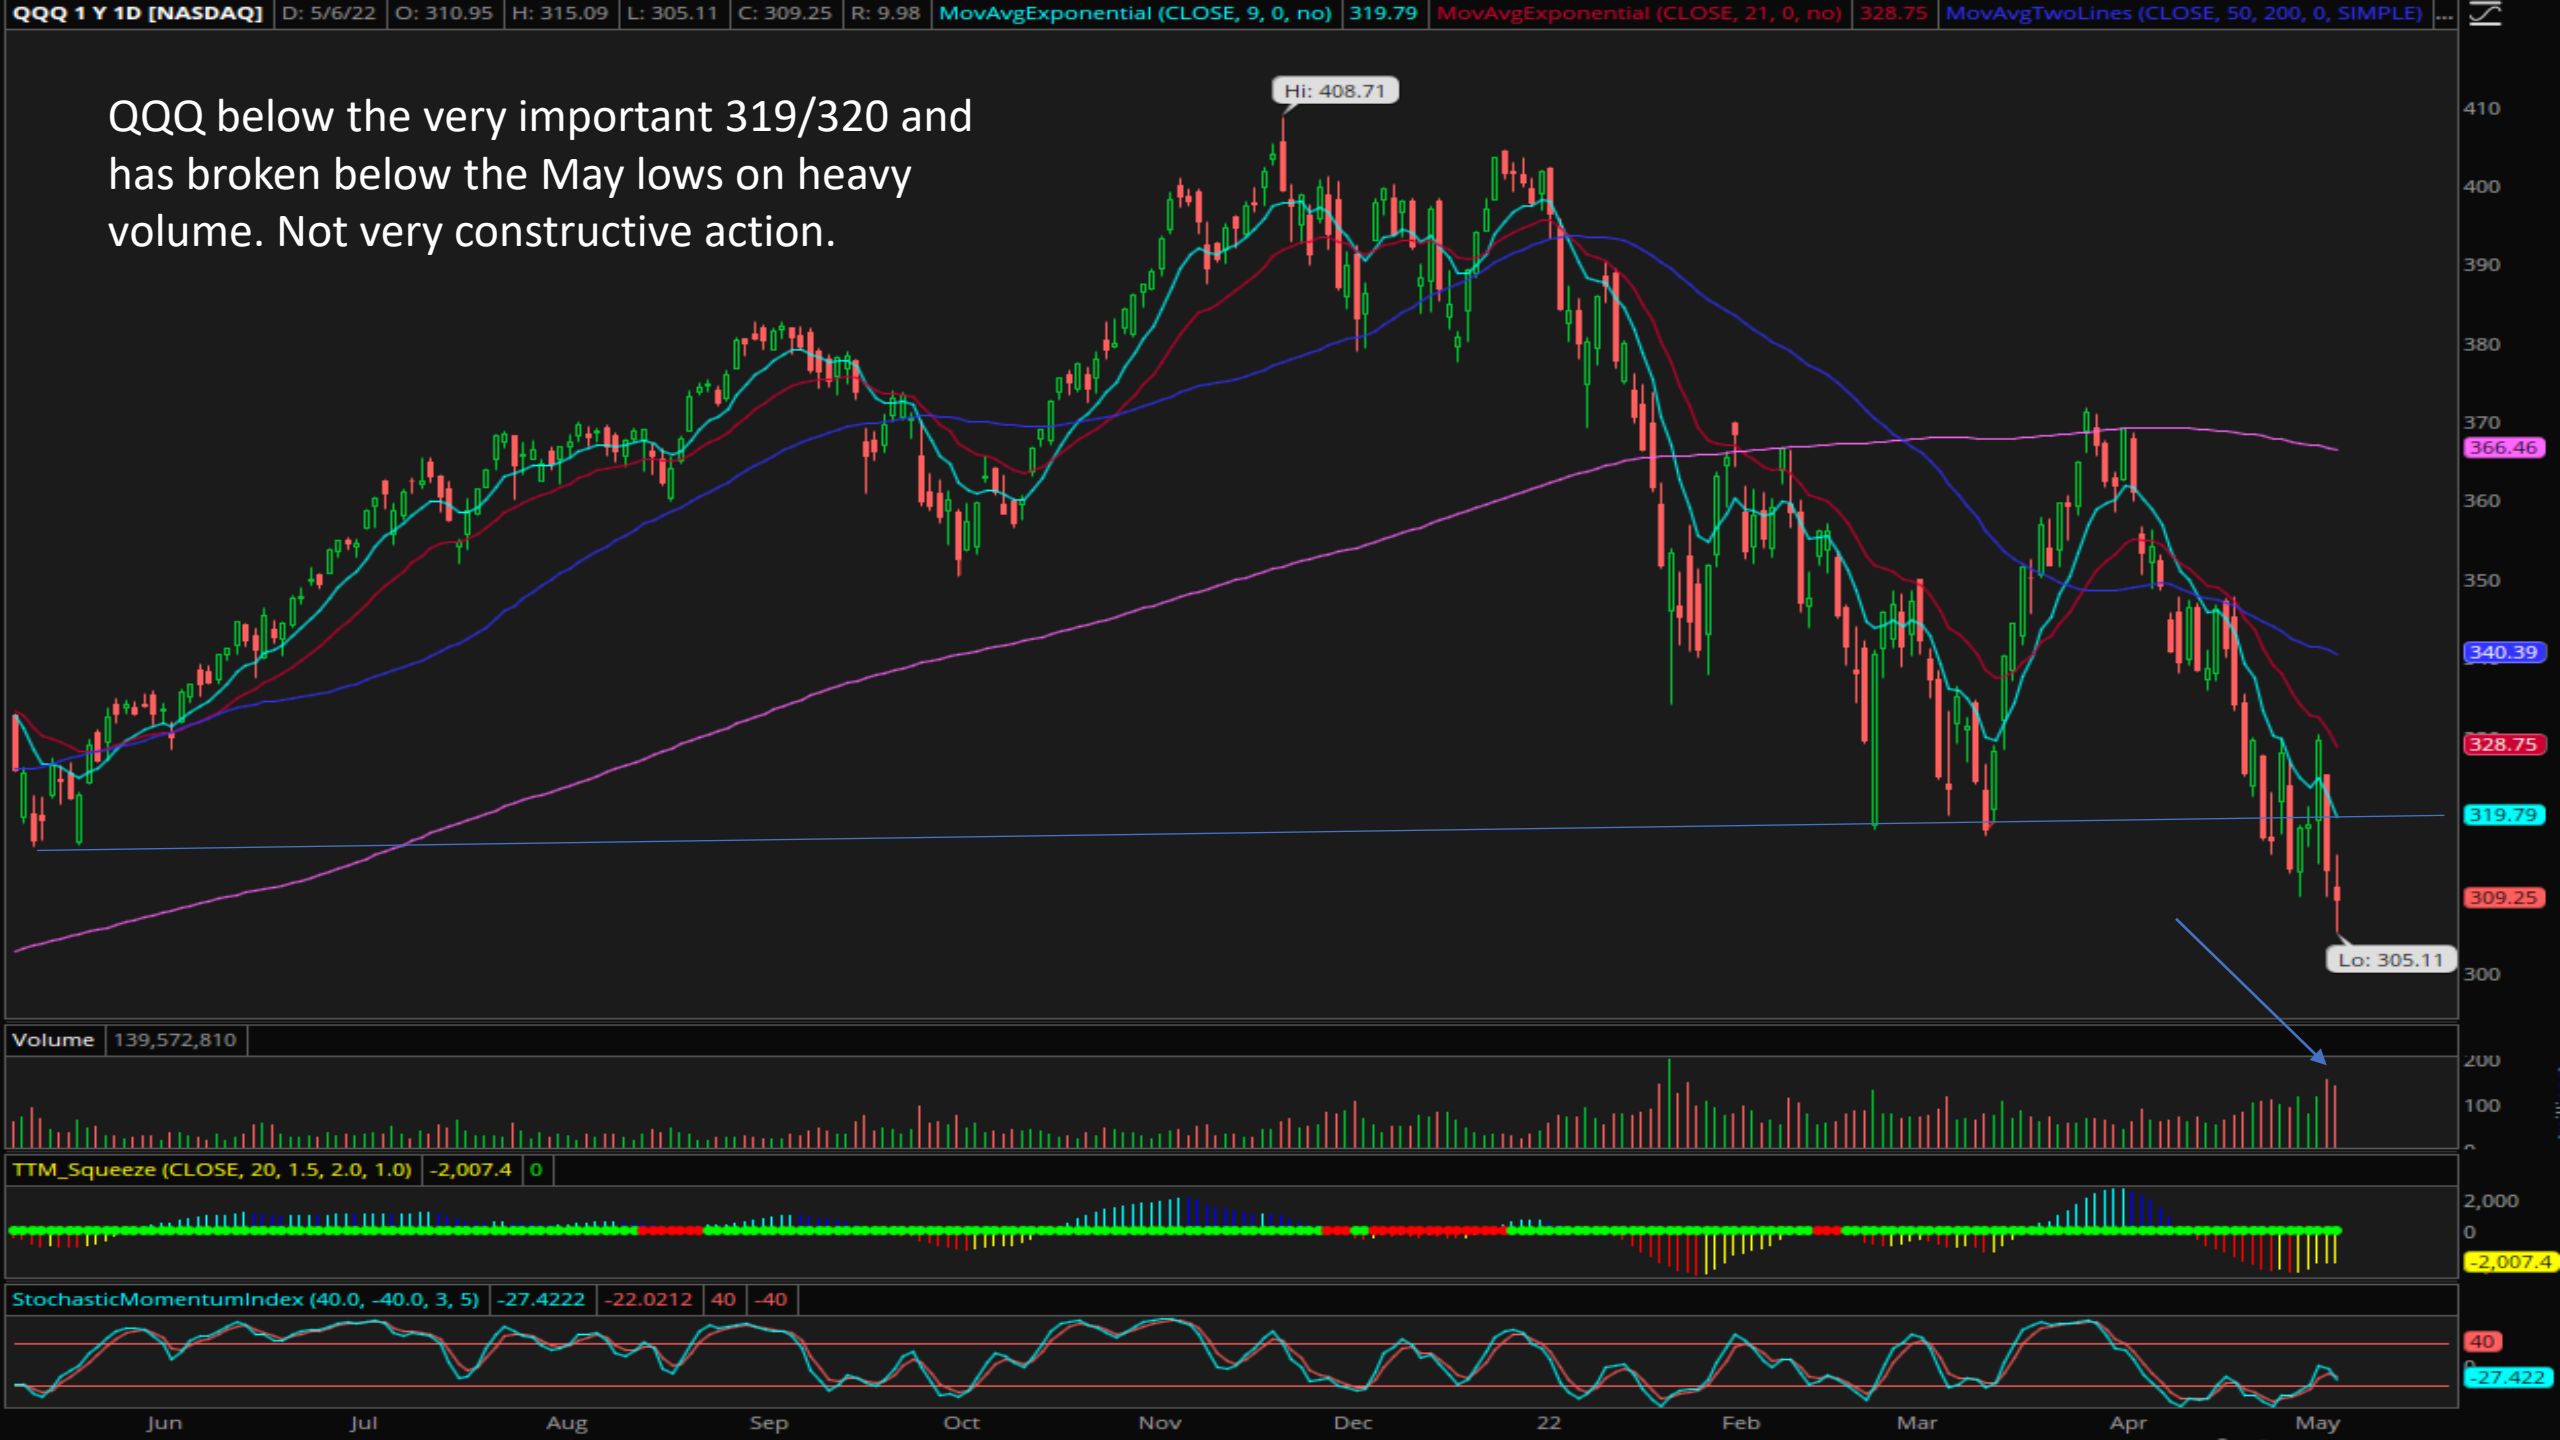 QQQ 1 Y 1D [NASDAQ] D: 5/6/22 O: 310.95 H: 315.09 L: 305.11 C: 309.25 R: 9.98 MovAvgExponential (CLOSE, 9, 0, no) 319.79 MovAvgExponential (CLOSE, 21, 0, no) 328.75 MovAvgTwoLines (CLOSE, 50, 200, 0, SIMPLE) ...
QQQ below the very important 319/320 and
has broken below the May lows on heavy
volume. Not very constructive action.
Hi: 408.71
410
400
390
380
370
366.46
360
350
340.39
328.75
319.79
309.25
Lo: 305.11
300
Volume 139,572,810
200
100
TTM_Squeeze (CLOSE, 20, 1.5, 2.0, 1.0) -2,007.4 0
2,000
0
-2,007.4
StochasticMomentumIndex (40.0, -40.0, 3, 5) -27.4222 -22.0212 40 -40
40
-27.422
Jun Jul Aug Sep Oct Nov Dec 22 Feb Mar Apr May